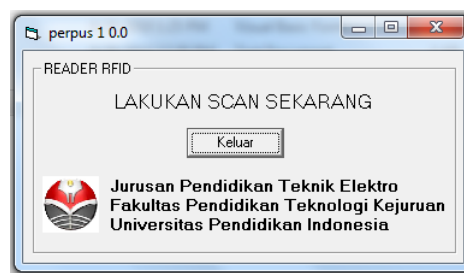 perpus 1 0.0
READER RFID
LAKUKAN SCAN SEKARANG
Keluar
Jurusan Pendidikan Teknik Elektro
Fakultas Pendidikan Teknologi Kejuruan
Universitas Pendidikan Indonesia